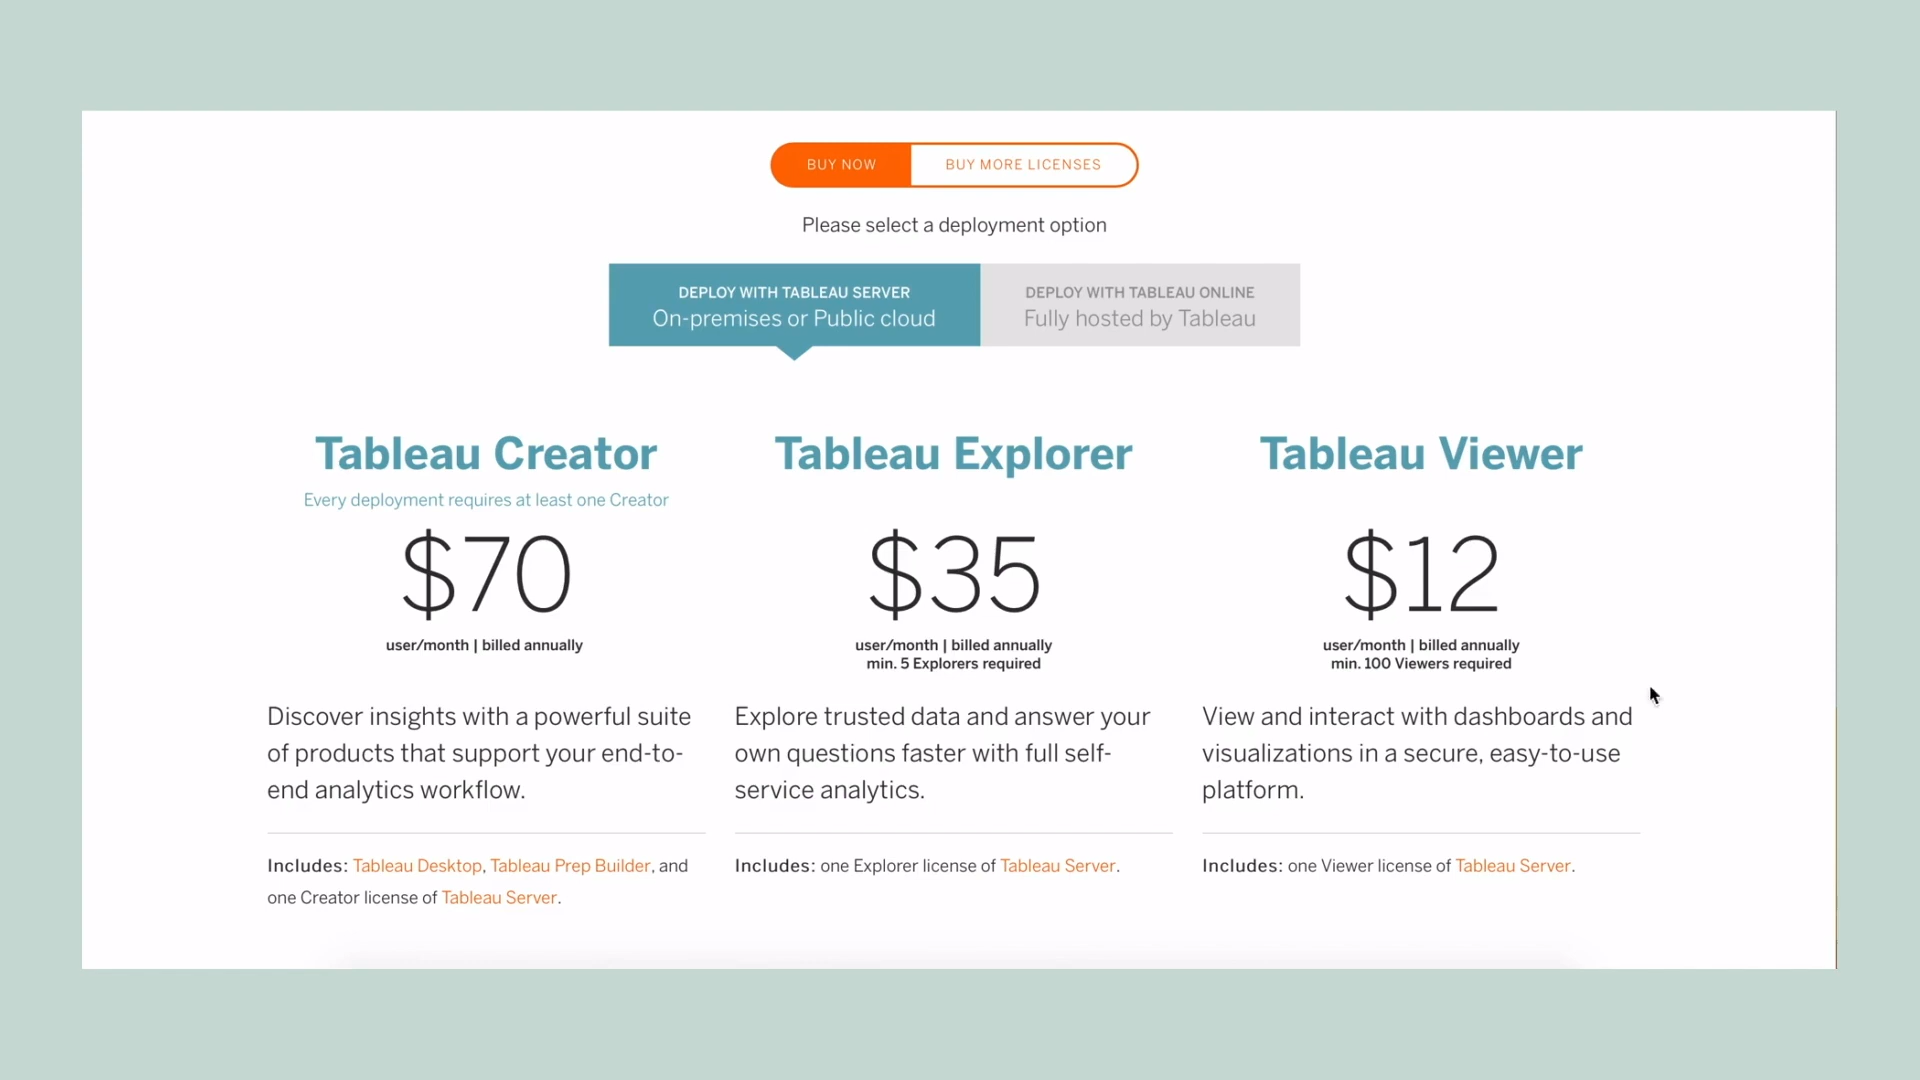 BUY NOW
BUY MORE LICENSES
Please select a deployment option
DEPLOY WITH TABLEAU SERVER
On-premises or Public cloud
DEPLOY WITH TABLEAU ONLINE
Fully hosted by Tableau
Tableau Creator
Every deployment requires at least one Creator
$70
user/month | billed annually
Discover insights with a powerful suite
of products that support your end-to-
end analytics workflow.
Includes: Tableau Desktop, Tableau Prep Builder, and
one Creator license of Tableau Server.
Tableau Explorer
$35
user/month | billed annually
min. 5 Explorers required
Explore trusted data and answer your
own questions faster with full self-
service analytics.
Includes: one Explorer license of Tableau Server.
Tableau Viewer
$12
user/month | billed annually
min. 100 Viewers required
View and interact with dashboards and
visualizations in a secure, easy-to-use
platform.
Includes: one Viewer license of Tableau Server.